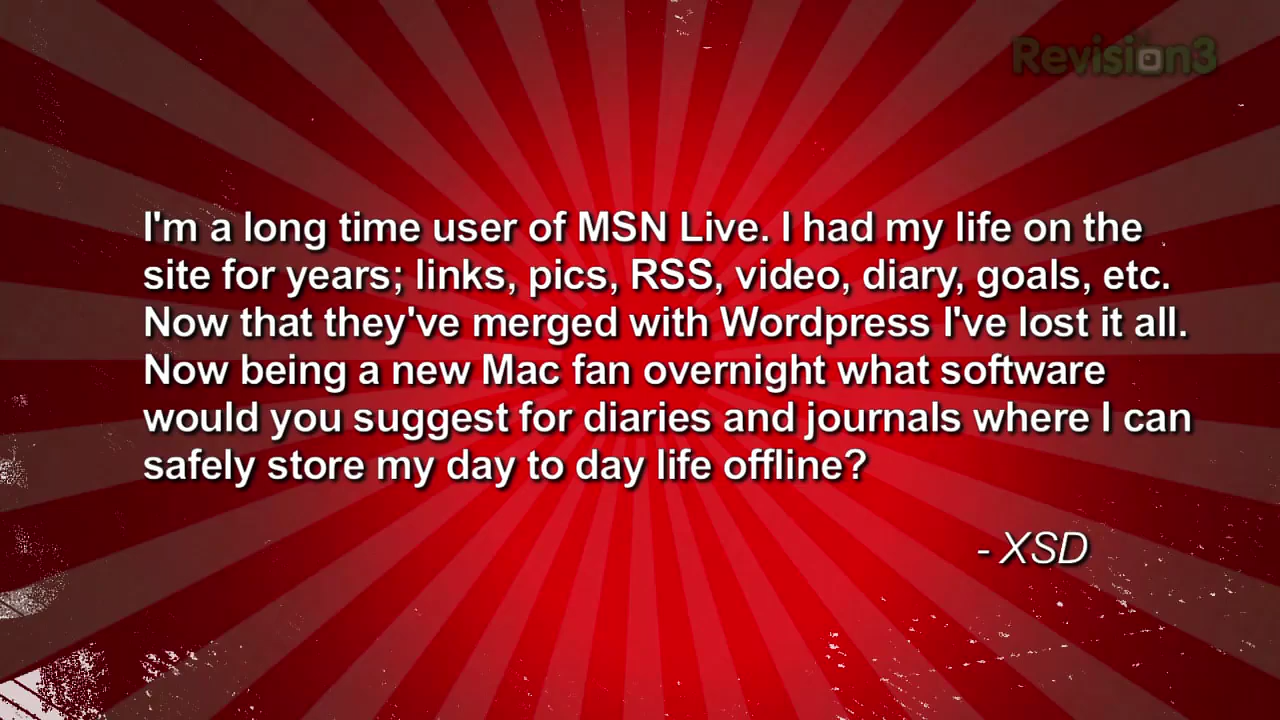 Revision3
I'm a long time user of MSN Live. I had my life on the
site for years; links, pics, RSS, video, diary, goals, etc.
Now that they've merged with Wordpress I've lost it all.
Now being a new Mac fan overnight what software
would you suggest for diaries and journals where I can
safely store my day to day life offline?
- XSD